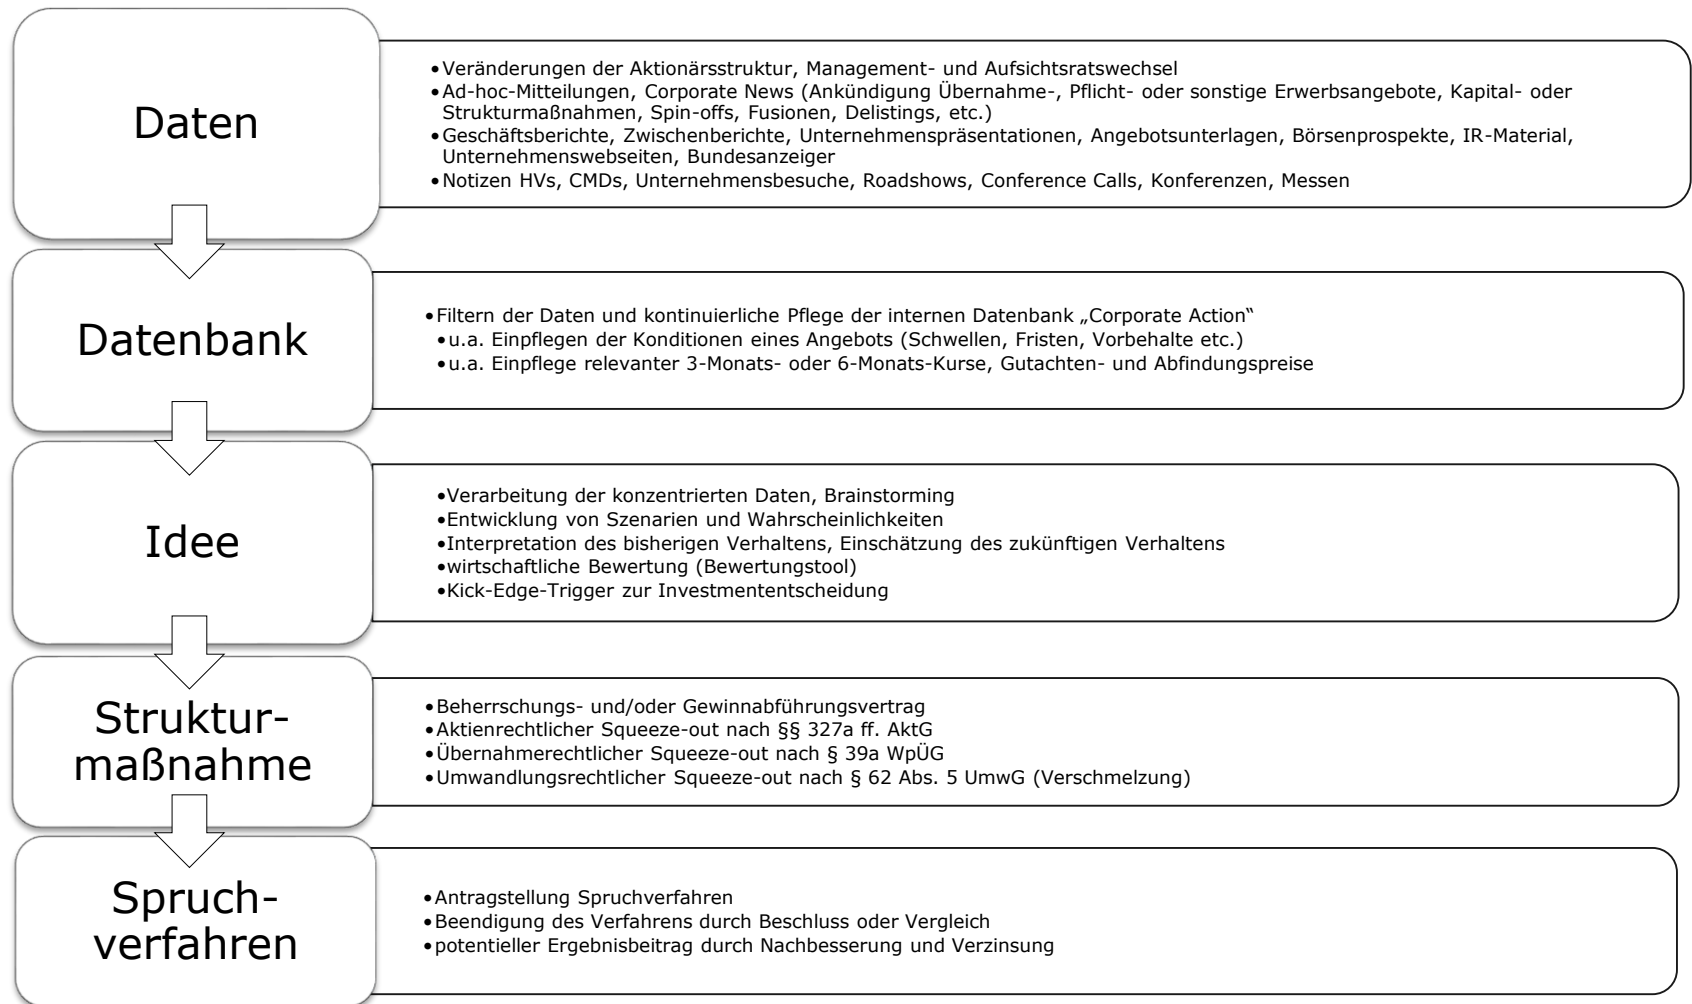 Daten
•Veränderungen der Aktionärsstruktur, Management- und Aufsichtsratswechsel
•Ad-hoc-Mitteilungen, Corporate News (Ankündigung Übernahme-, Pflicht- oder sonstige Erwerbsangebote, Kapital- oder
Strukturmaßnahmen, Spin-offs, Fusionen, Delistings, etc.)
•Geschäftsberichte, Zwischenberichte, Unternehmenspräsentationen, Angebotsunterlagen, Börsenprospekte, IR-Material,
Unternehmenswebseiten, Bundesanzeiger
•Notizen HVs, CMDs, Unternehmensbesuche, Roadshows, Conference Calls, Konferenzen, Messen
Datenbank
•Filtern der Daten und kontinuierliche Pflege der internen Datenbank „Corporate Action“
•u.a. Einpflegen der Konditionen eines Angebots (Schwellen, Fristen, Vorbehalte etc.)
•u.a. Einpflege relevanter 3-Monats- oder 6-Monats-Kurse, Gutachten- und Abfindungspreise
Idee
•Verarbeitung der konzentrierten Daten, Brainstorming
•Entwicklung von Szenarien und Wahrscheinlichkeiten
•Interpretation des bisherigen Verhaltens, Einschätzung des zukünftigen Verhaltens
•wirtschaftliche Bewertung (Bewertungstool)
•Kick-Edge-Trigger zur Investmententscheidung
Struktur-
maßnahme
•Beherrschungs- und/oder Gewinnabführungsvertrag
•Aktienrechtlicher Squeeze-out nach §§ 327a ff. AktG
•Übernahmerechtlicher Squeeze-out nach § 39a WpÜG
•Umwandlungsrechtlicher Squeeze-out nach § 62 Abs. 5 UmwG (Verschmelzung)
Spruch-
verfahren
•Antragstellung Spruchverfahren
•Beendigung des Verfahrens durch Beschluss oder Vergleich
•potentieller Ergebnisbeitrag durch Nachbesserung und Verzinsung